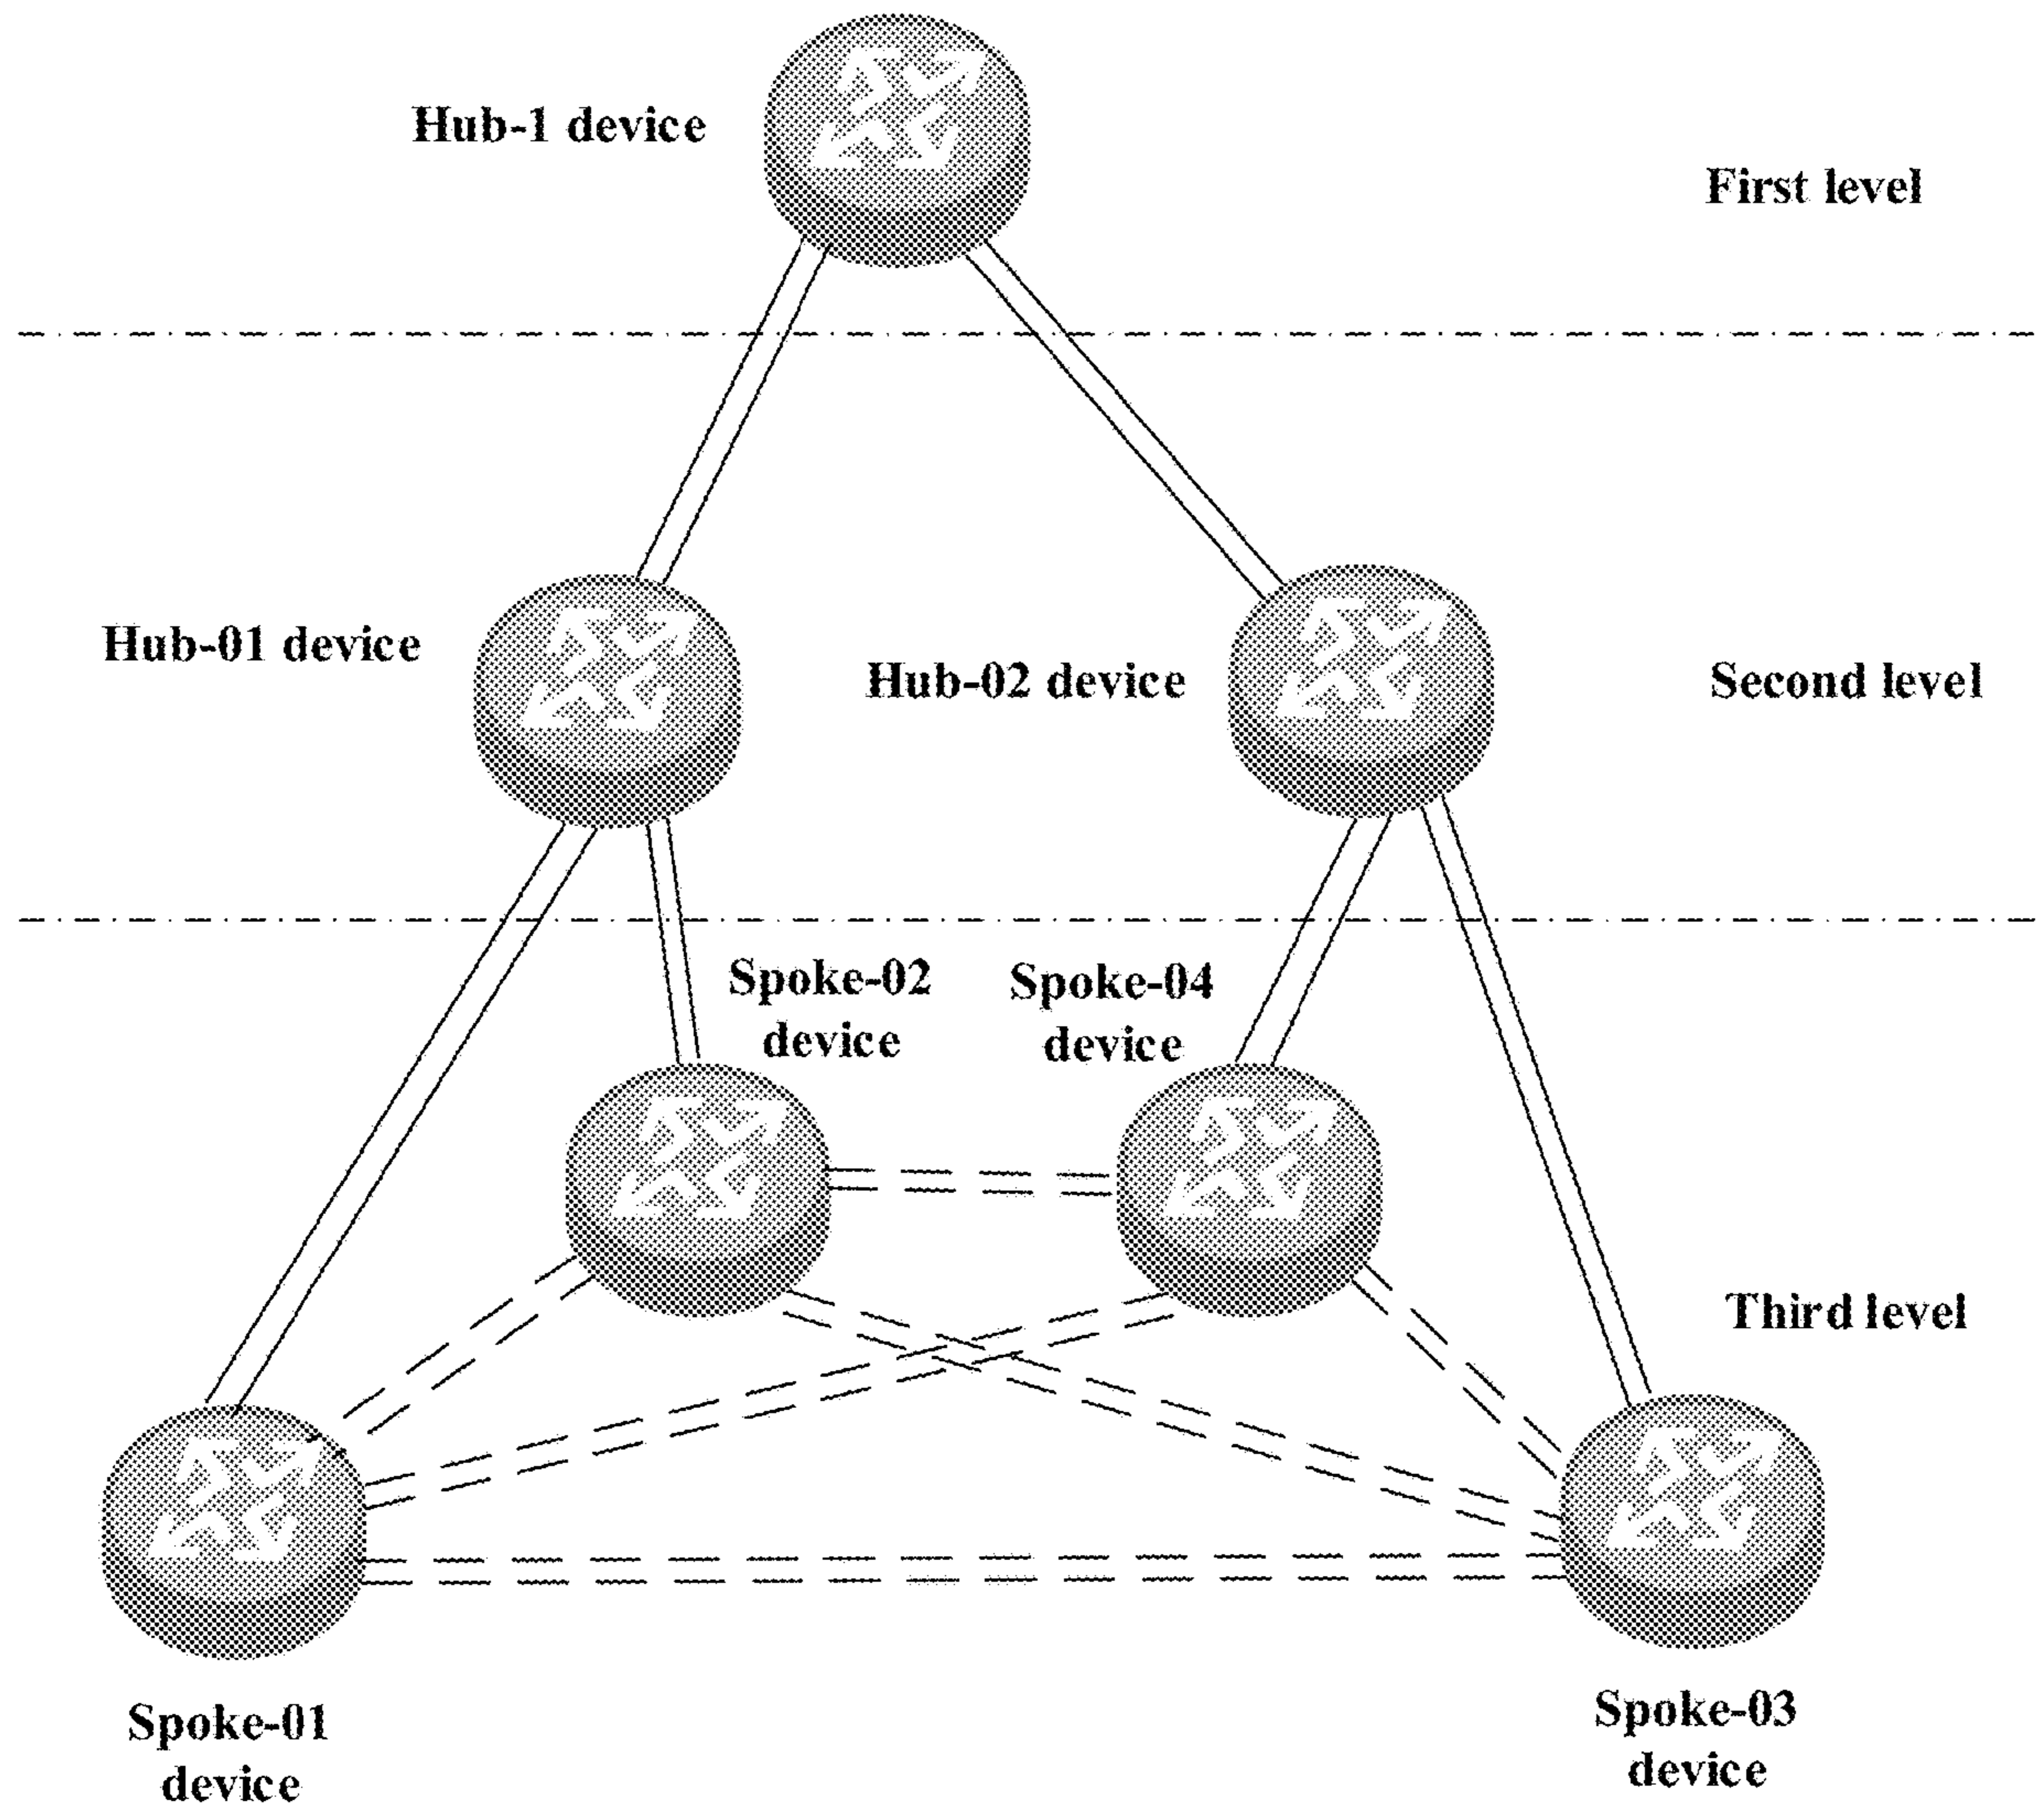 Hub-1 device
First level
Hub-01 device
Hub-02 device
Second level
Spoke-02
device
Spoke-04
device
Third level
Spoke-01
device
Spoke-03
device